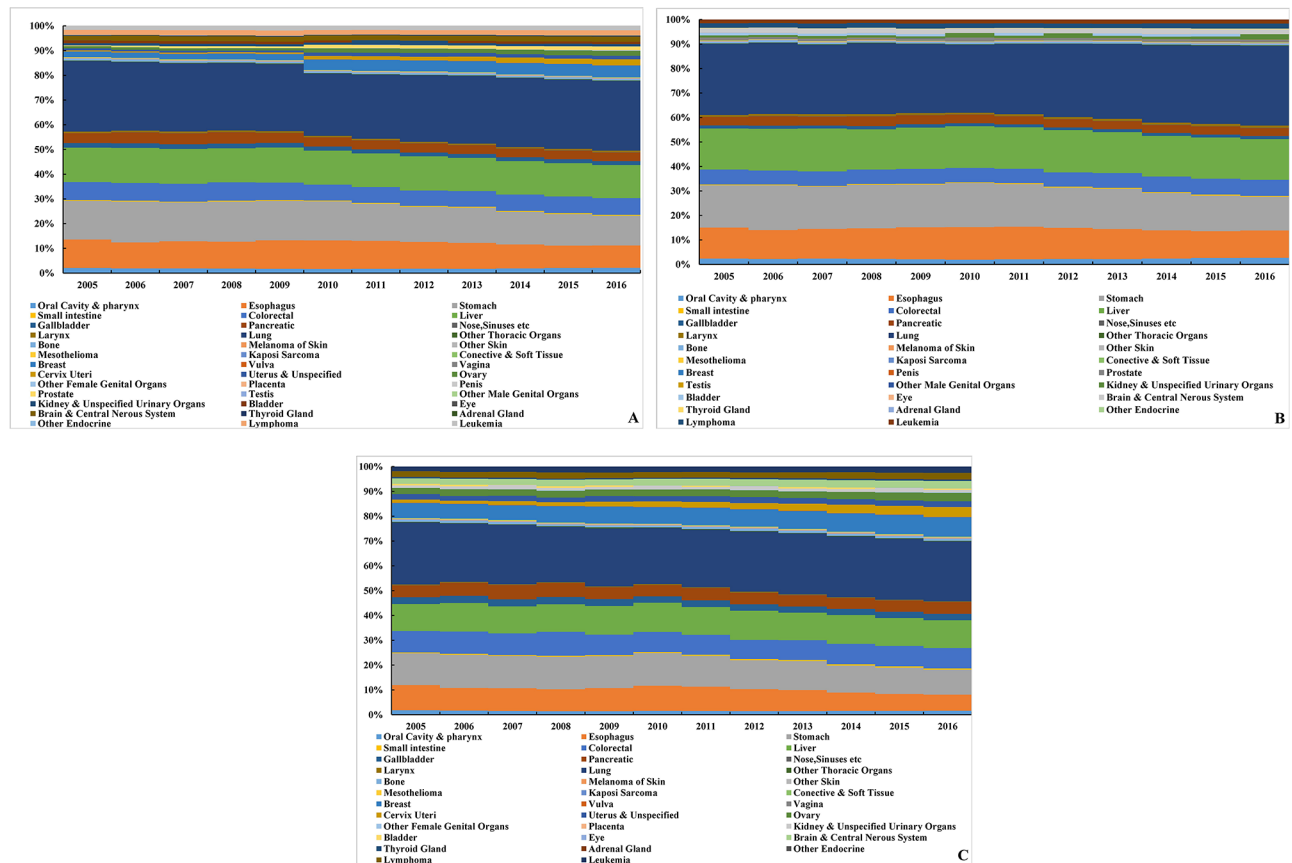 100%
90%
80%
70%
60%
50%
40%
30%
20%
10%
0%
2005 2006 2007 2008 2009 2010 2011 2012 2013 2014 2015 2016
Oral Cavity & pharynx Esophagus Stomach
Small intestine Colorectal Liver
Gallbladder Pancreatic Nose,Sinuses etc
Larynx Lung Other Thoracic Organs
Bone Melanoma of Skin Other Skin
Mesothelioma Kaposi Sarcoma Conective & Soft Tissue
Breast Vulva Vagina
Cervix Uteri Uterus & Unspecified Ovary
Other Female Genital Organs Placenta Penis
Prostate Testis Other Male Genital Organs
Kidney & Unspecified Urinary Organs Bladder Eye
Brain & Central Nerous System Thyroid Gland Adrenal Gland
Other Endocrine Lymphoma Leukemia
A
100%
90%
80%
70%
60%
50%
40%
30%
20%
10%
0%
2005 2006 2007 2008 2009 2010 2011 2012 2013 2014 2015 2016
Oral Cavity & pharynx Esophagus Stomach
Small intestine Colorectal Liver
Gallbladder Pancreatic Nose,Sinuses etc
Larynx Lung Other Thoracic Organs
Bone Melanoma of Skin Other Skin
Mesothelioma Kaposi Sarcoma Conective & Soft Tissue
Breast Penis Prostate
Testis Other Male Genital Organs Kidney & Unspecified Urinary Organs
Bladder Eye Brain & Central Nerous System
Thyroid Gland Adrenal Gland Other Endocrine
Lymphoma Leukemia
B
100%
90%
80%
70%
60%
50%
40%
30%
20%
10%
0%
2005 2006 2007 2008 2009 2010 2011 2012 2013 2014 2015 2016
Oral Cavity & pharynx Esophagus Stomach
Small intestine Colorectal Liver
Gallbladder Pancreatic Nose,Sinuses etc
Larynx Lung Other Thoracic Organs
Bone Melanoma of Skin Other Skin
Mesothelioma Kaposi Sarcoma Conective & Soft Tissue
Breast Vulva Vagina
Cervix Uteri Uterus & Unspecified Ovary
Other Female Genital Organs Placenta Kidney & Unspecified Urinary Organs
Bladder Eye Brain & Central Nervous System
Thyroid Gland Adrenal Gland Other Endocrine
Lymphoma Leukemia
C